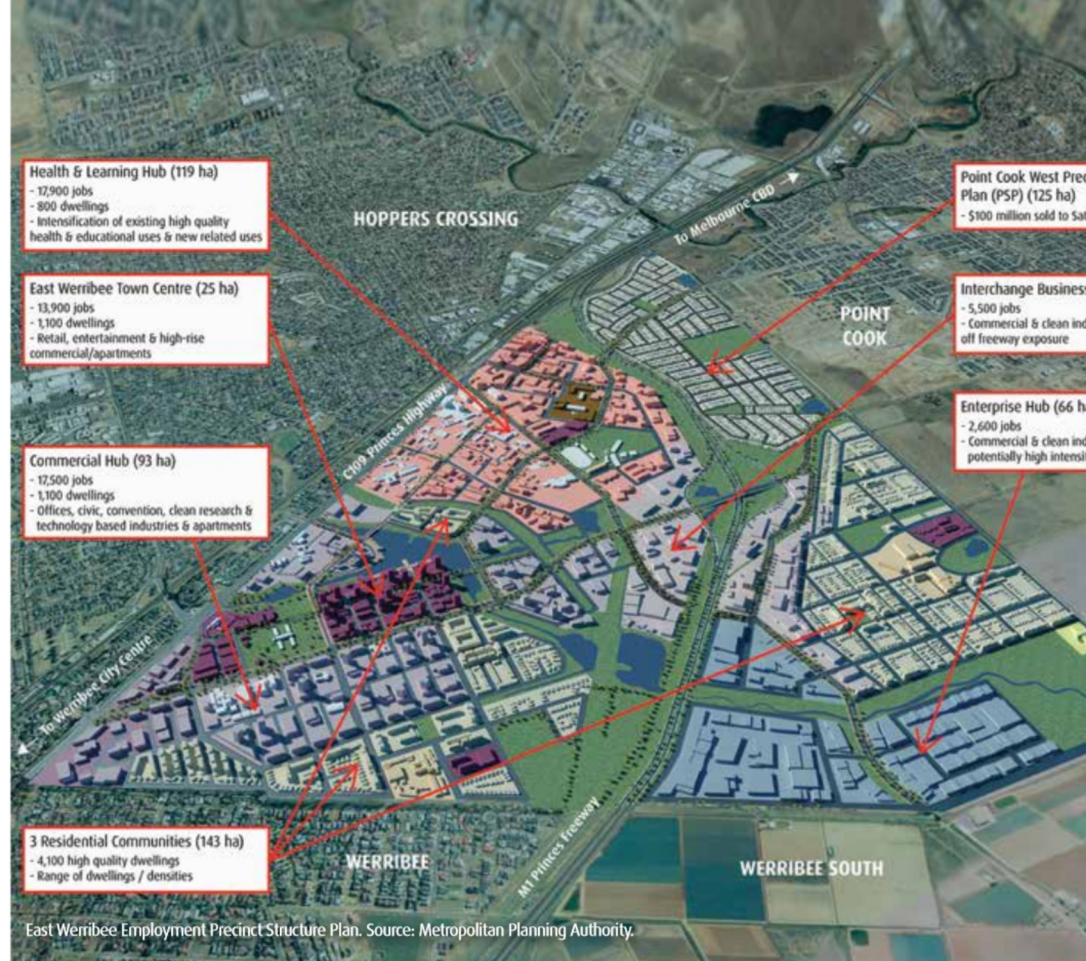 Health & Learning Hub (119 ha)
- 17,900 jobs
- 800 dwellings
- Intensification of existing high quality
health & educational uses & new related uses
East Werribee Town Centre (25 ha)
- 13,900 jobs
- 1,100 dwellings
- Retail, entertainment & high-rise
commercial/apartments
Commercial Hub (93 ha)
- 17,500 jobs
- 1,100 dwellings
- Offices, civic, convention, clean research &
technology based industries & apartments
3 Residential Communities (143 ha)
- 4,100 high quality dwellings
- Range of dwellings / densities
HOPPERS CROSSING
To Melbourne CBD
POINT
COOK
C109 Princes Highway
To Werribee City Centre
WERRIBEE
M1 Princes Freeway
WERRIBEE SOUTH
Point Cook West Prec
Plan (PSP) (125 ha)
- $100 million sold to Sat
Interchange Business
- 5,500 jobs
- Commercial & clean ind
off freeway exposure
Enterprise Hub (66 h
- 2,600 jobs
- Commercial & clean ind
potentially high intensi
East Werribee Employment Precinct Structure Plan. Source: Metropolitan Planning Authority.